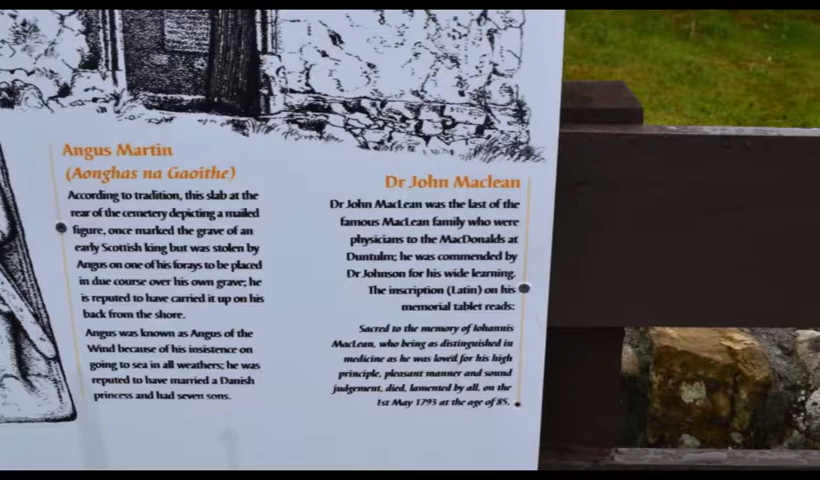 Angus Martin
(Aonghas na Gaoithe)
According to tradition, this slab at the
rear of the cemetery depicting a mailed
figure, once marked the grave of an
early Scottish king but was stolen by
Angus on one of his forays to be placed
in due course over his own grave; he
is reputed to have carried it up on his
back from the shore.
Angus was known as Angus of the
Wind because of his insistence on
going to sea in all weathers; he was
reputed to have married a Danish
princess and had seven sons.
Dr John Maclean
Dr John MacLean was the last of the
famous MacLean family who were
physicians to the MacDonalds at
Duntulm; he was commended by
Dr Johnson for his wide learning.
The inscription (Latin) on his
memorial tablet reads:
Sacred to the memory of Iohannis
MacLean, who being as distinguished in
medicine as he was loved for his high
principle, pleasant manner and sound
judgement, died, lamented by all, on the
1st May 1793 at the age of 85.